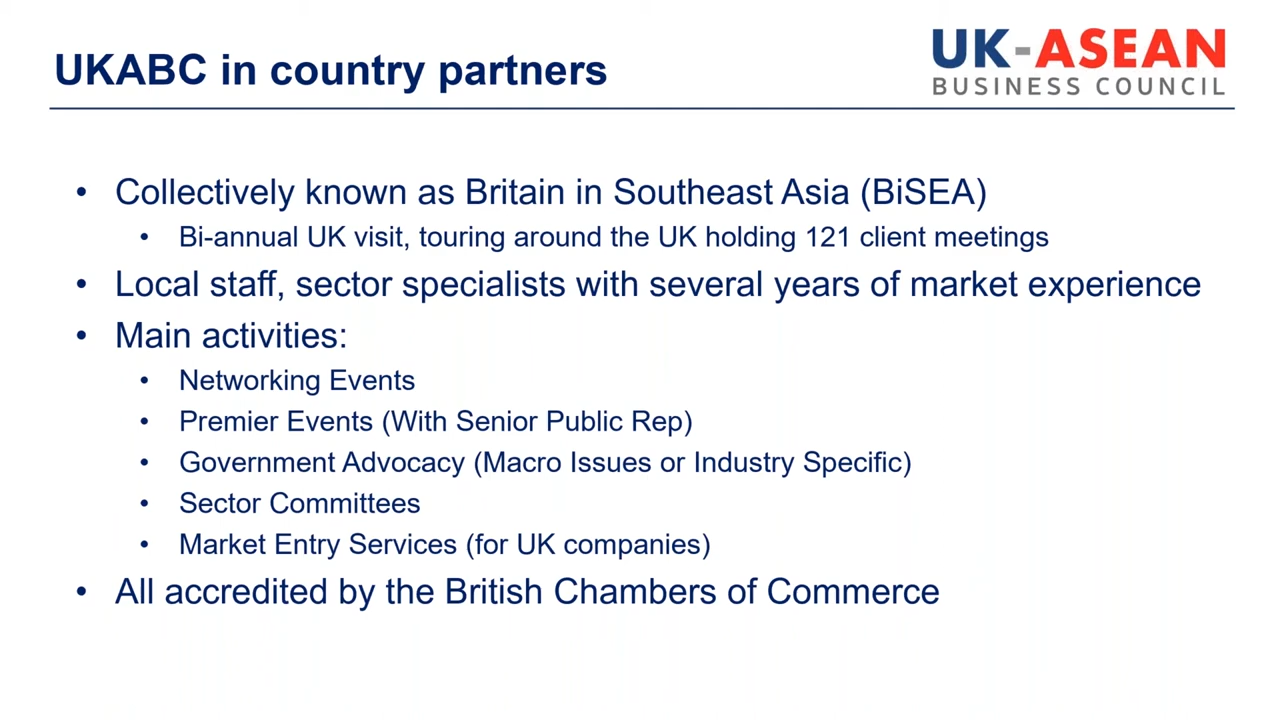 UKABC in country partners
UK-ASEAN
BUSINESS COUNCIL
• Collectively known as Britain in Southeast Asia (BiSEA)
• Bi-annual UK visit, touring around the UK holding 121 client meetings
• Local staff, sector specialists with several years of market experience
• Main activities:
• Networking Events
• Premier Events (With Senior Public Rep)
• Government Advocacy (Macro Issues or Industry Specific)
• Sector Committees
• Market Entry Services (for UK companies)
• All accredited by the British Chambers of Commerce